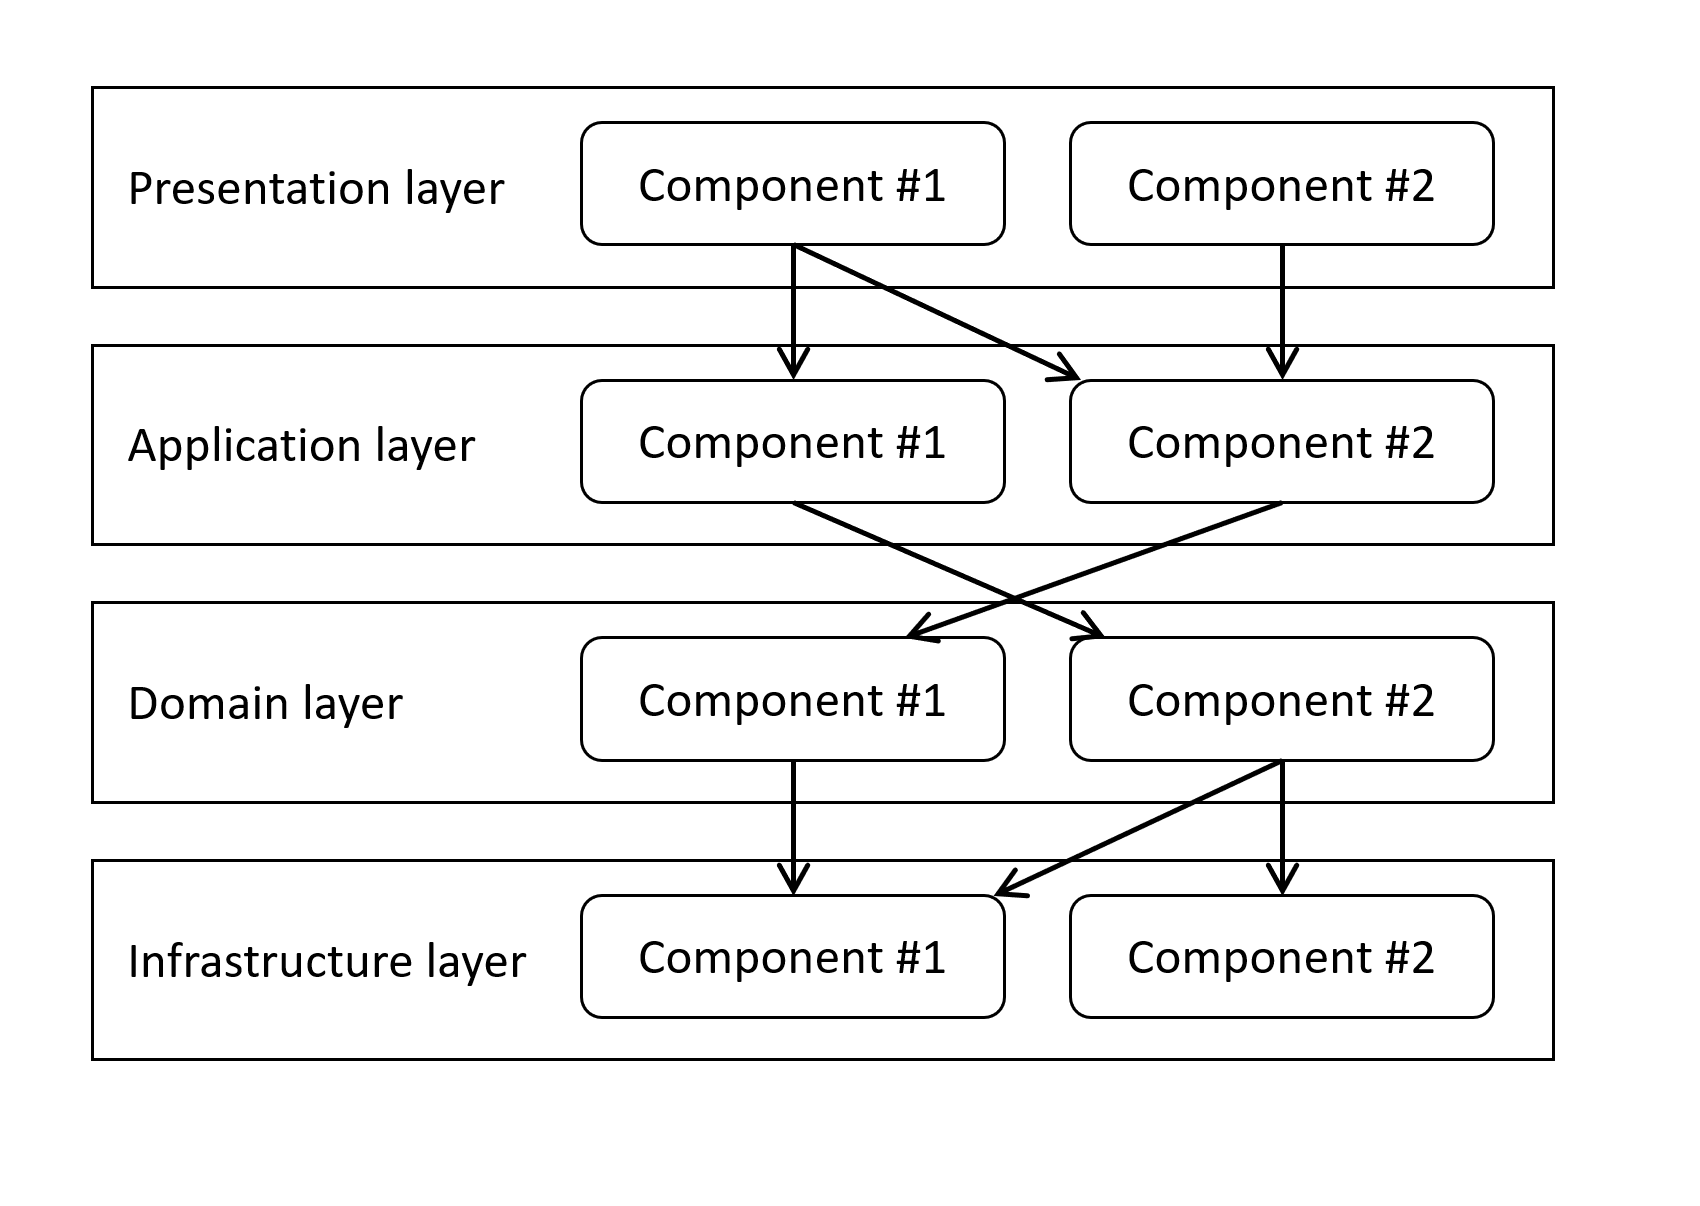 Presentation layer
Component #1
Component #2
Application layer
Component #1
Component #2
Domain layer
Component #1
Component #2
Infrastructure layer
Component #1
Component #2